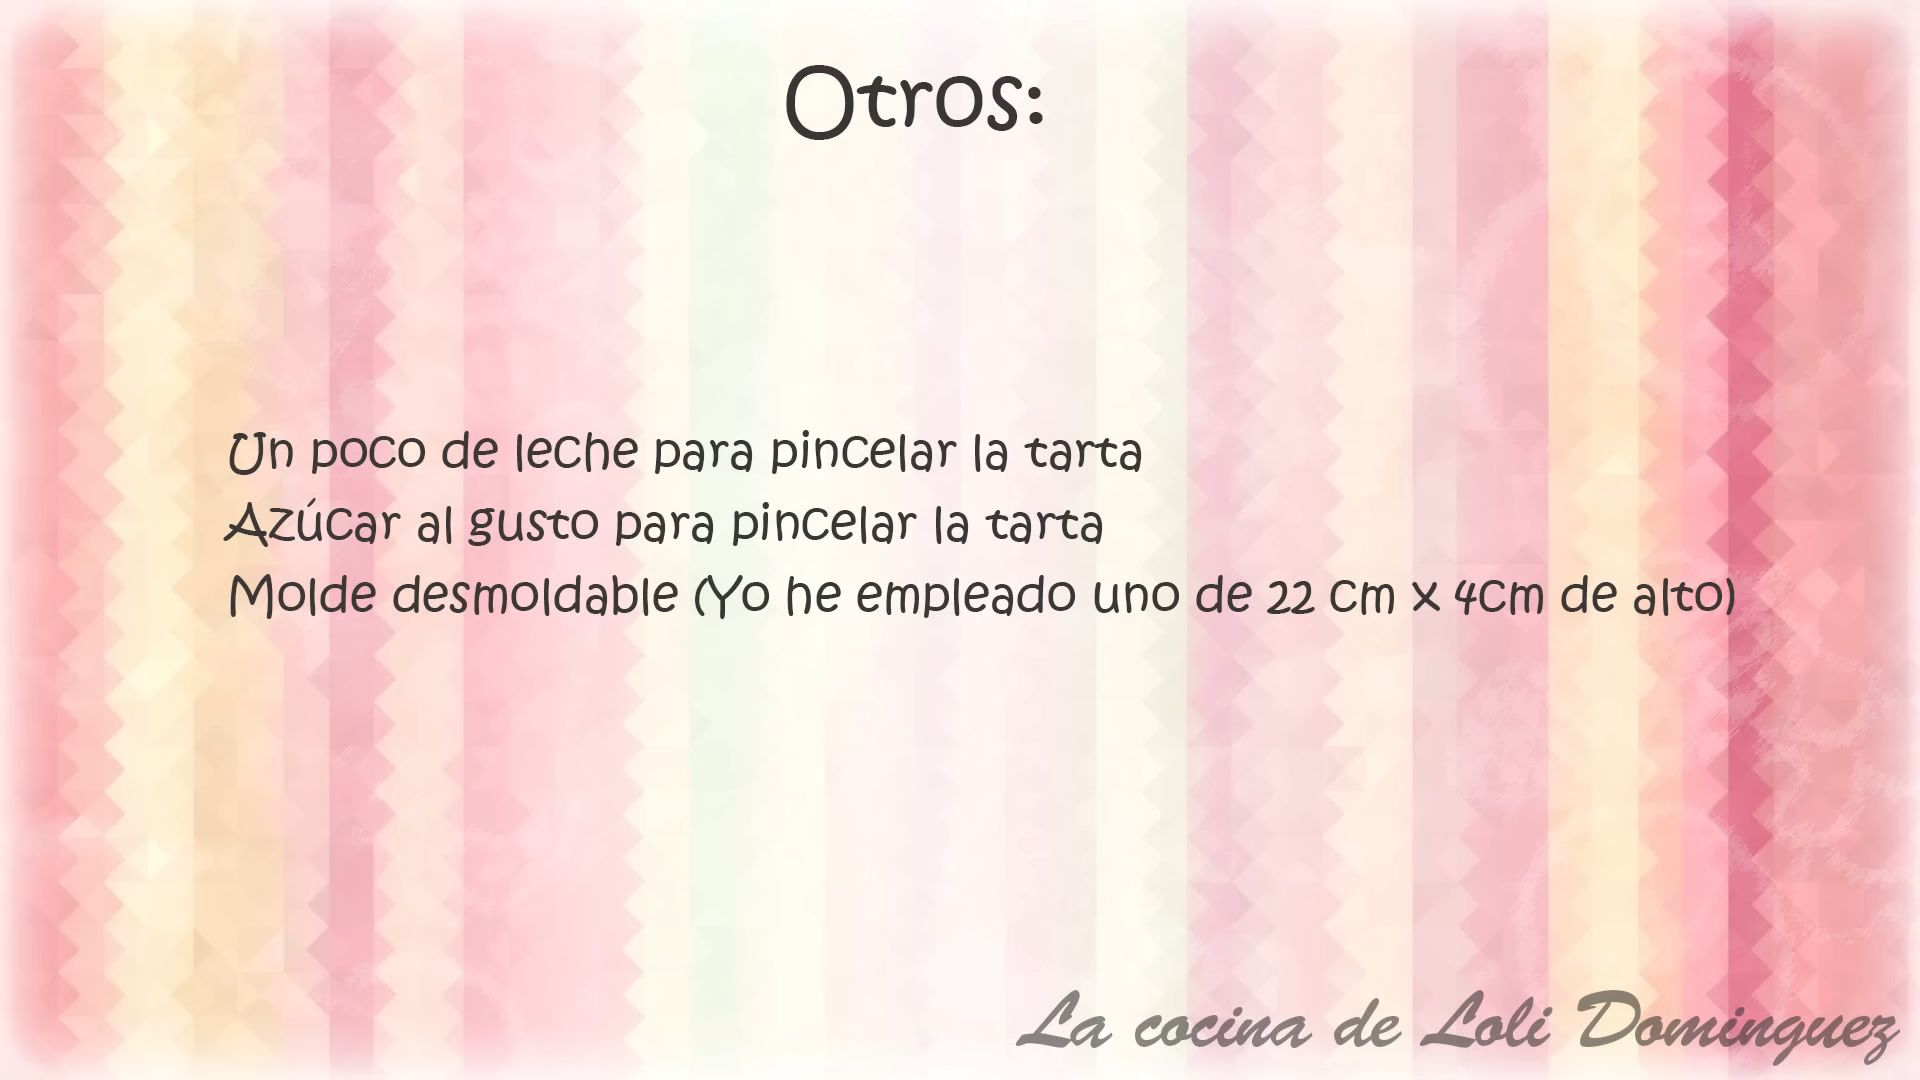 Otros:
Un poco de leche para pincelar la tarta
Azúcar al gusto para pincelar la tarta
Molde desmoldable (Yo he empleado uno de 22 cm x 4cm de alto)
La cocina de Loli Dominguez